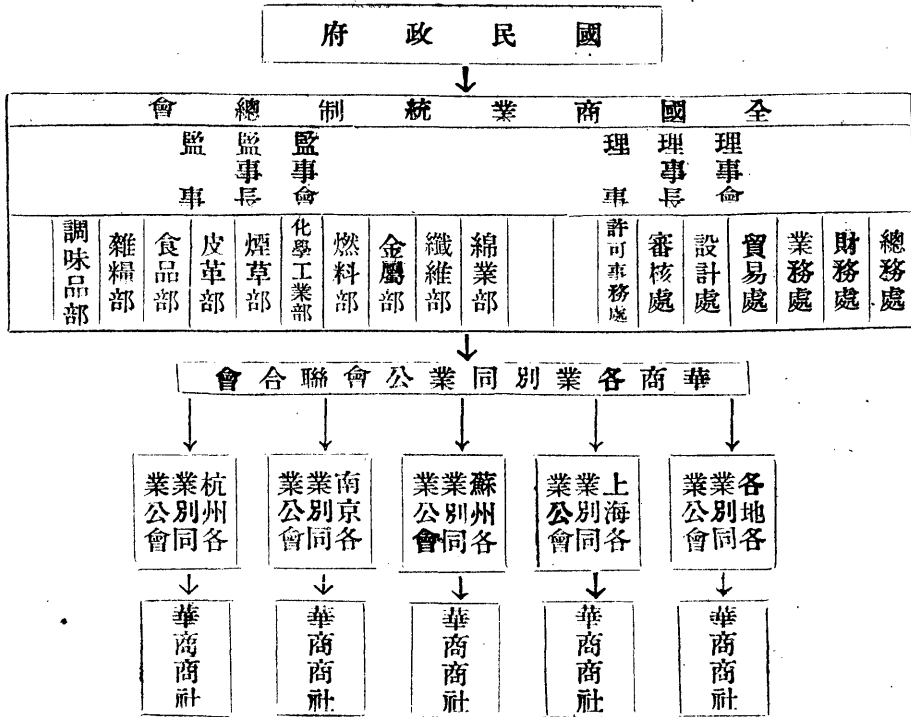 國民政府
全國商業統制總會
理事會
理事
理事
監事會
監事
監事
總務處
財務處
業務處
貿易處
設計處
審核處
許可事務處
綿業部
纖維部
金屬部
燃料部
化學工業部
煙草部
皮革部
食品部
雜糧部
調味品部
華商各業別同業公會聯合會
各地各
業別同
業公會
上海各
業別同
業公會
蘇州各
業別同
業公會
南京各
業別同
業公會
杭州各
業別同
業公會
華商商社
華商商社
華商商社
華商商社
華商商社